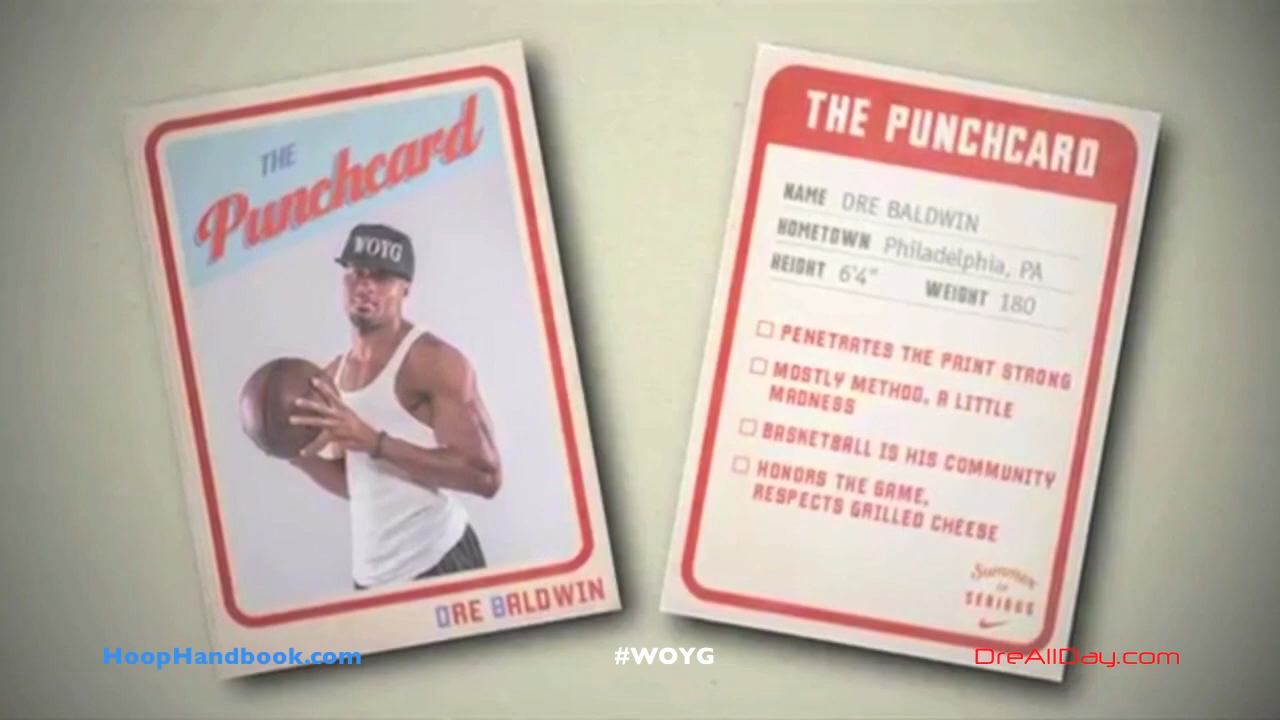 THE
Punchcard
WOYG
DRE BALDWIN
THE PUNCHCARD
NAME DRE BALDWIN
HOMETOWN Philadelphia, PA
HEIGHT 6'4" WEIGHT 180
PENETRATES THE PAINT STRONG
MOSTLY METHOD, A LITTLE
MADNESS
BASKETBALL IS HIS COMMUNITY
HONORS THE GAME,
RESPECTS GRILLED CHEESE
Summer
is
SERIOUS
HoopHandbook.com
#WOYG
DreAllDay.com